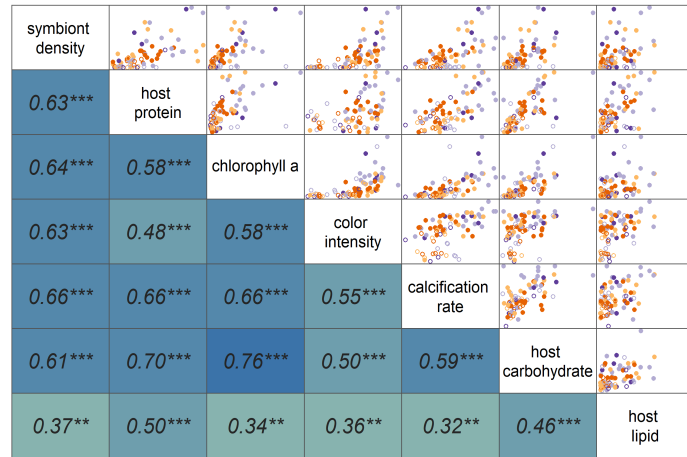 symbiont
density
0.63***
host
protein
0.64*** 0.58*** chlorophyll a
0.63*** 0.48*** 0.58*** color
intensity
0.66*** 0.66*** 0.66*** 0.55*** calcification
rate
0.61*** 0.70*** 0.76*** 0.50*** 0.59*** host
carbohydrate
0.37** 0.50*** 0.34** 0.36** 0.32** 0.46*** host
lipid